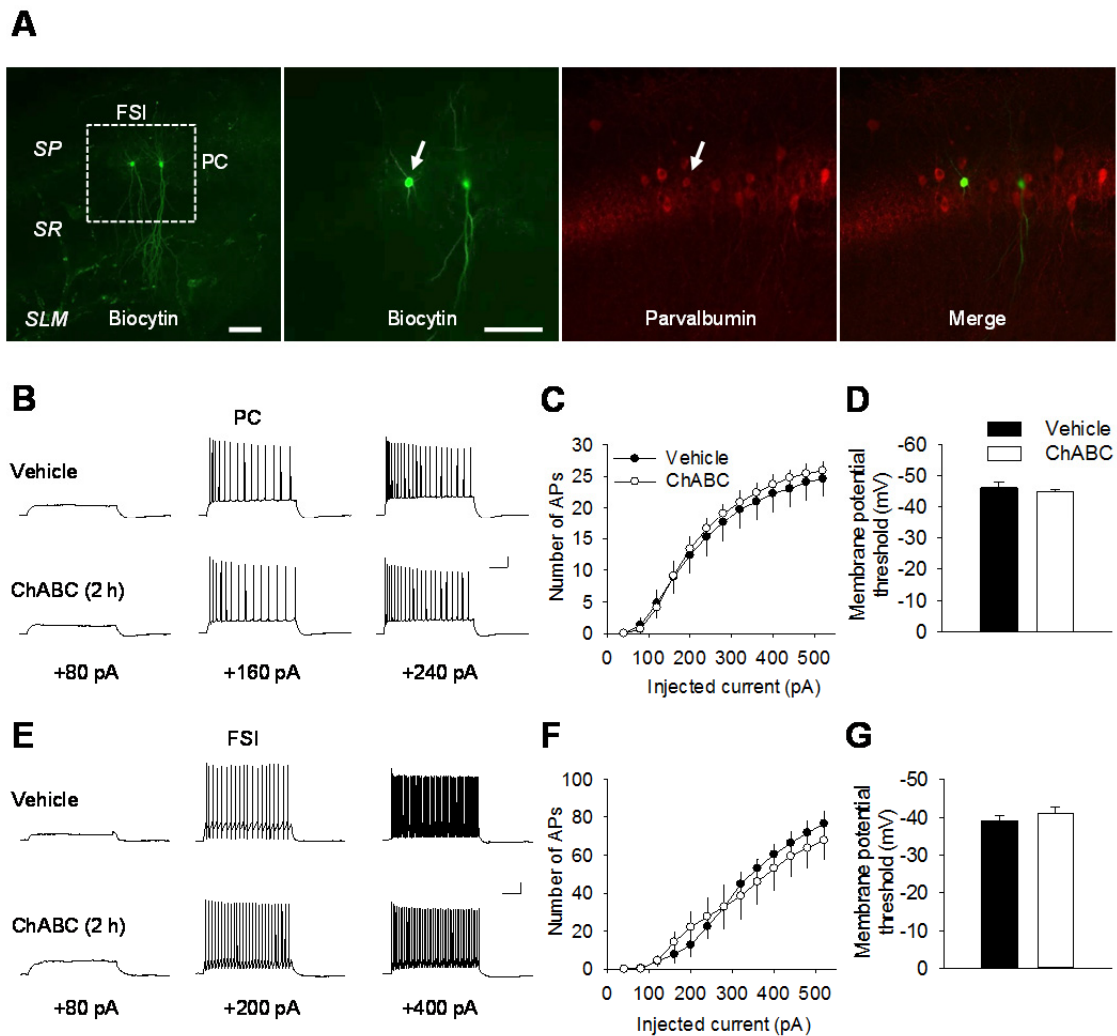 A
FSI
SP
PC
SR
SLM
Biocytin
Biocytin
Parvalbumin
Merge
B
PC
Vehicle
ChABC (2 h)
+80 pA
+160 pA
+240 pA
C
30
25
20
15
10
5
0
Number of APs
Vehicle
ChABC
0 100 200 300 400 500
Injected current (pA)
D
Vehicle
ChABC
-60
-50
-40
-30
-20
-10
0
Membrane potential
threshold (mV)
E
FSI
Vehicle
ChABC (2 h)
+80 pA
+200 pA
+400 pA
F
100
80
60
40
20
0
Number of APs
0 100 200 300 400 500
Injected current (pA)
G
-50
-40
-30
-20
-10
0
Membrane potential
threshold (mV)